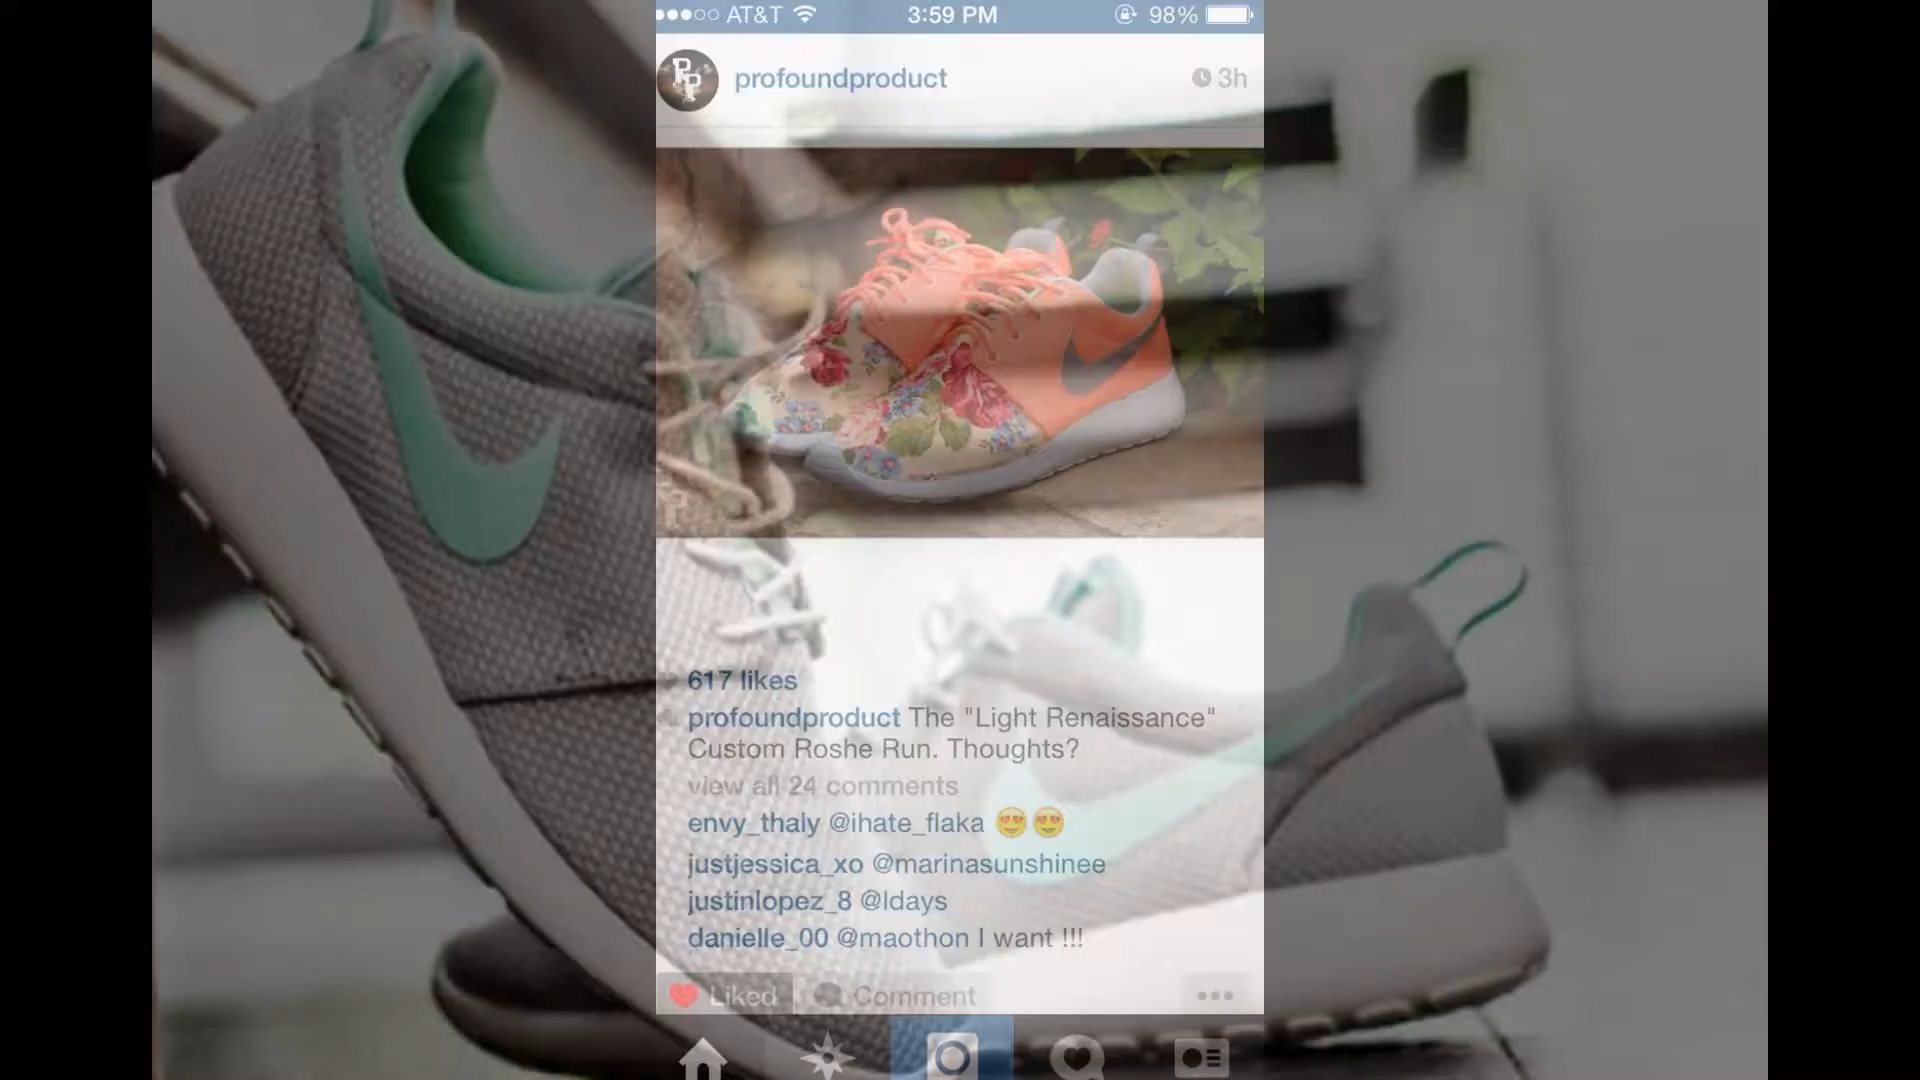 AT&T 3:59 PM 98%
profoundproduct 3h
617 likes
profoundproduct The "Light Renaissance"
Custom Roshe Run. Thoughts?
view all 24 comments
envy_thaly @ihate_flaka 😍😍
justjessica_xo @marinasunshinee
justinlopez_8 @ldays
danielle_00 @maothon I want !!!
Liked Comment